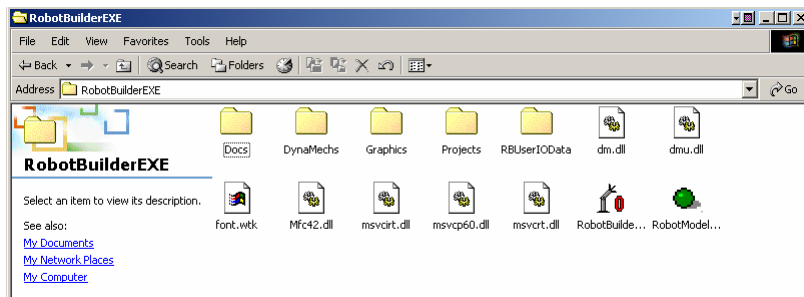 RobotBuilderEXE
File Edit View Favorites Tools Help
Back Search Folders
Address RobotBuilderEXE Go
RobotBuilderEXE
Select an item to view its description.
See also:
My Documents
My Network Places
My Computer
Docs DynaMechs Graphics Projects RBUserIOData dm.dll dmu.dll
font.wtk Mfc42.dll msvcirt.dll msvcp60.dll msvcrt.dll RobotBuilde... RobotModel...